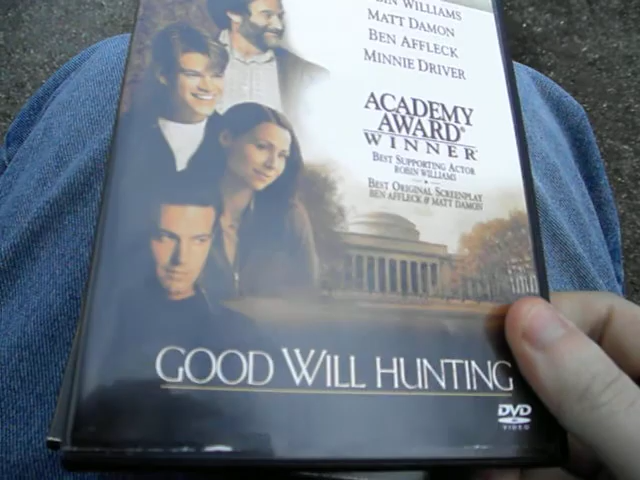 WILLIAMS
MATT DAMON
BEN AFFLECK
MINNIE DRIVER
ACADEMY
AWARD®
WINNER
BEST SUPPORTING ACTOR
ROBIN WILLIAMS
BEST ORIGINAL SCREENPLAY
BEN AFFLECK & MATT DAMON
GOOD WILL HUNTING
DVD
VIDEO